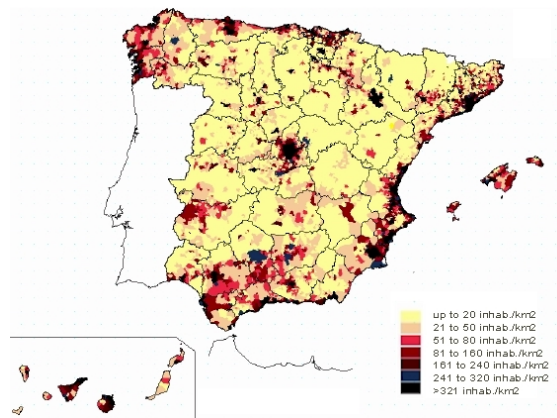 up to 20 inhab./km2
21 to 50 inhab./km2
51 to 80 inhab./km2
81 to 160 inhab./km2
161 to 240 inhab./km2
241 to 320 inhab./km2
>321 inhab./km2